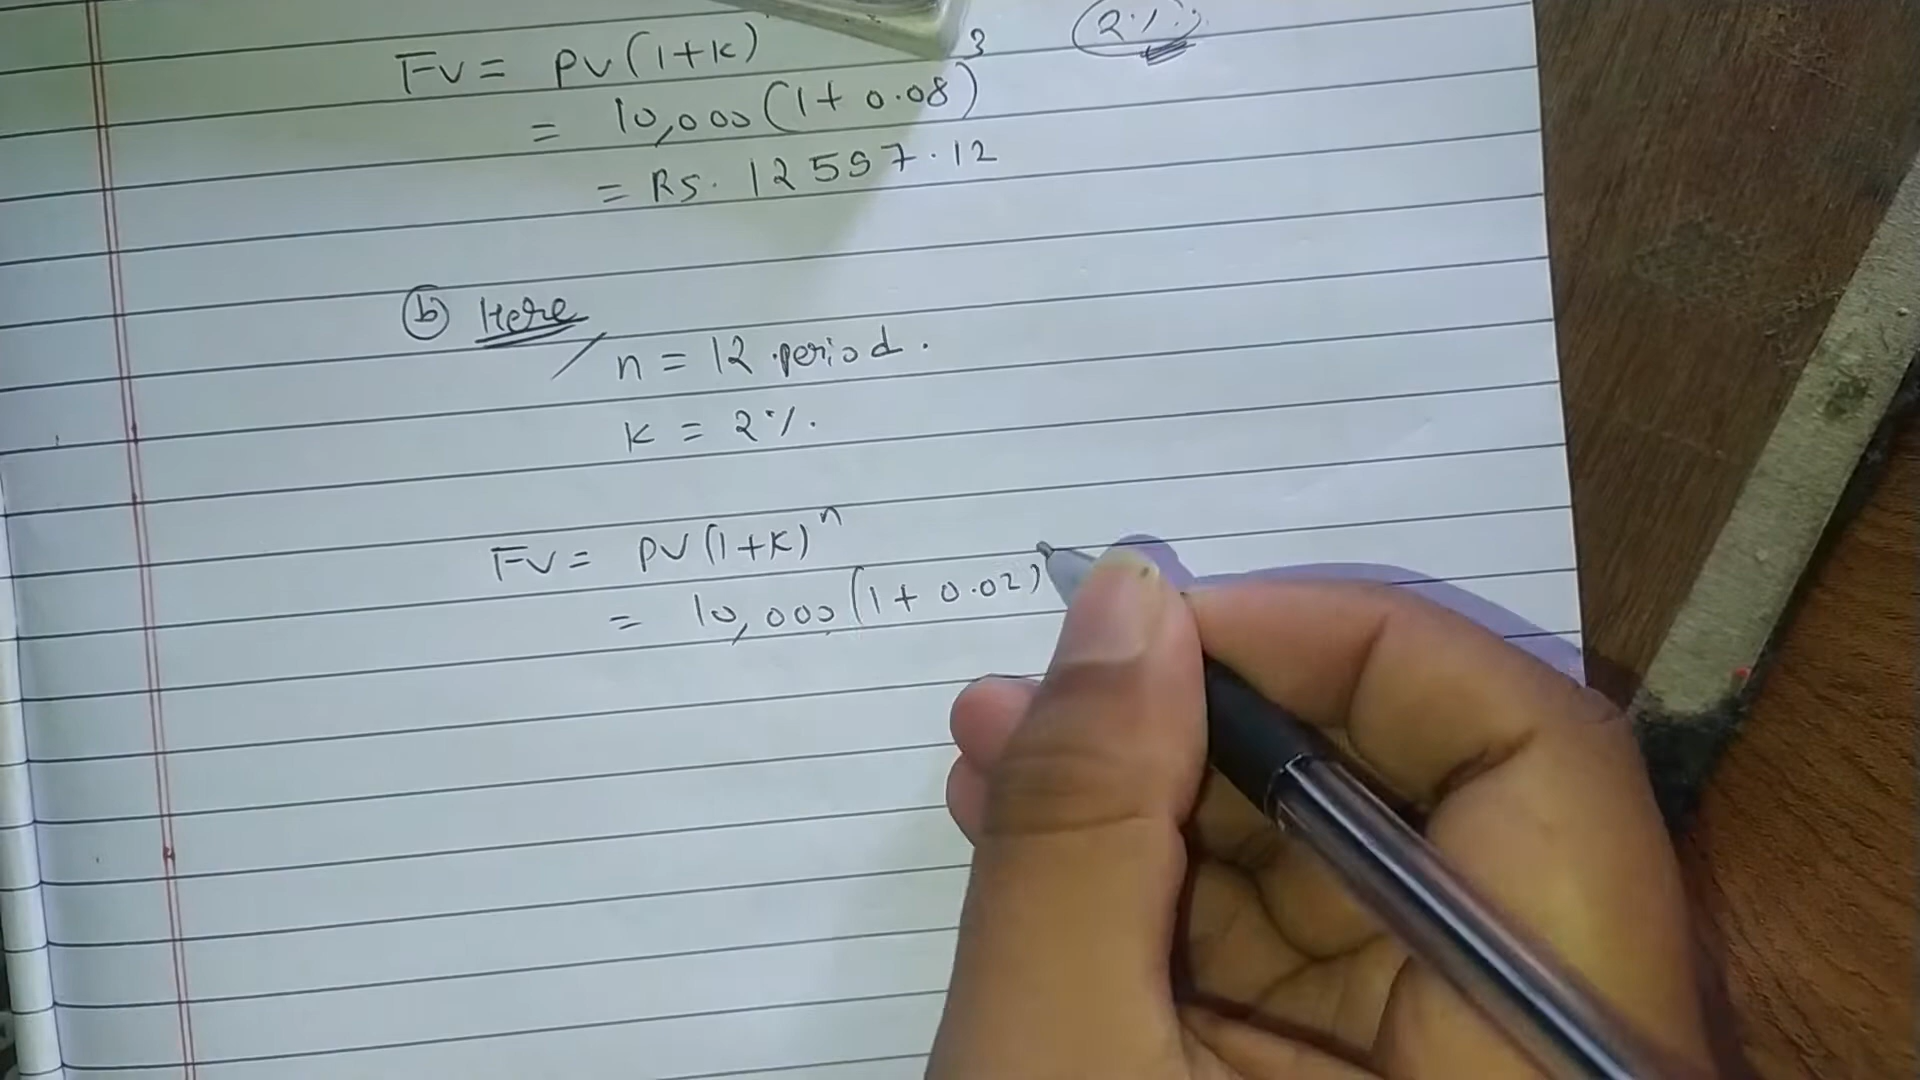 2%
FV = PV(1+K)
= 10,000(1+0.08)^3
= RS. 12597.12
(b) Here
n = 12 period.
K = 2%.
FV = PV(1+K)^n
= 10,000(1+0.02)